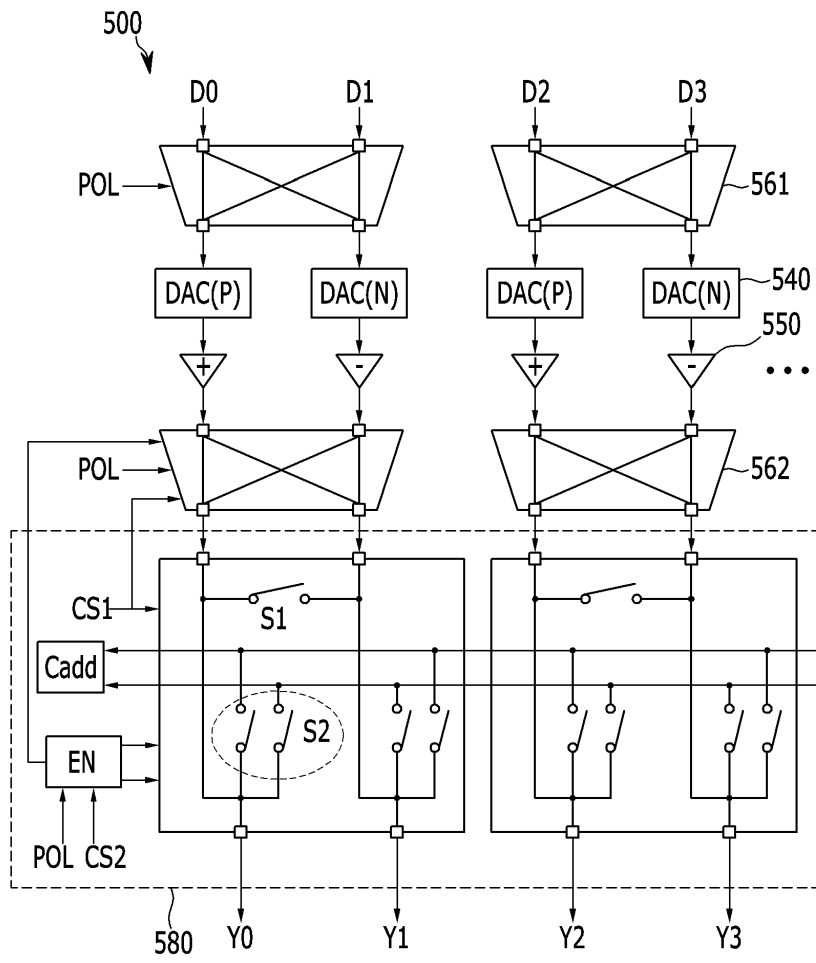 500
D0 D1 D2 D3
POL
561
DAC(P) DAC(N) DAC(P) DAC(N)
540
550
+ - + -
...
POL
562
CS1
S1
Cadd
S2
EN
POL CS2
580
Y0 Y1 Y2 Y3